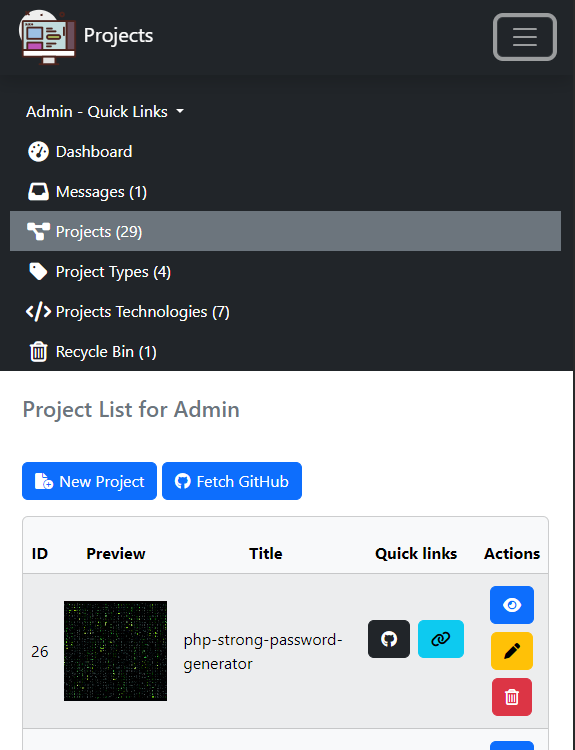 Projects
Admin - Quick Links
Dashboard
Messages (1)
Projects (29)
Project Types (4)
Projects Technologies (7)
Recycle Bin (1)
Project List for Admin
New Project Fetch GitHub
ID Preview Title Quick links Actions
26 php-strong-password-
generator